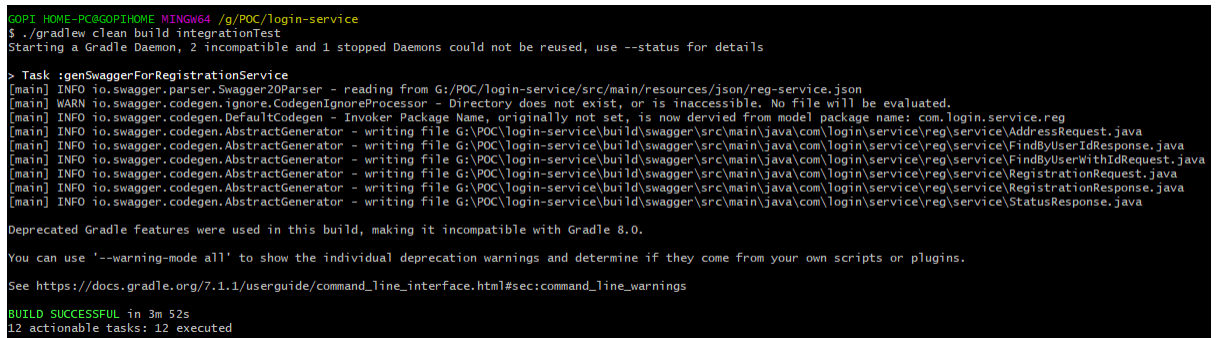 GOPI HOME-PC@GOPIHOME MINGW64 /g/POC/login-service
$ ./gradlew clean build integrationTest
Starting a Gradle Daemon, 2 incompatible and 1 stopped Daemons could not be reused, use --status for details
> Task :genSwaggerForRegistrationService
[main] INFO io.swagger.parser.Swagger20Parser - reading from G:/POC/login-service/src/main/resources/json/reg-service.json
[main] WARN io.swagger.codegen.ignore.CodegenIgnoreProcessor - Directory does not exist, or is inaccessible. No file will be evaluated.
[main] INFO io.swagger.codegen.DefaultCodegen - Invoker Package Name, originally not set, is now dervied from model package name: com.login.service.reg
[main] INFO io.swagger.codegen.AbstractGenerator - writing file G:\POC\login-service\build\swagger\src\main\java\com\login\service\reg\service\AddressRequest.java
[main] INFO io.swagger.codegen.AbstractGenerator - writing file G:\POC\login-service\build\swagger\src\main\java\com\login\service\reg\service\FindByUserIdResponse.java
[main] INFO io.swagger.codegen.AbstractGenerator - writing file G:\POC\login-service\build\swagger\src\main\java\com\login\service\reg\service\FindByUserWithIdRequest.java
[main] INFO io.swagger.codegen.AbstractGenerator - writing file G:\POC\login-service\build\swagger\src\main\java\com\login\service\reg\service\RegistrationRequest.java
[main] INFO io.swagger.codegen.AbstractGenerator - writing file G:\POC\login-service\build\swagger\src\main\java\com\login\service\reg\service\RegistrationResponse.java
[main] INFO io.swagger.codegen.AbstractGenerator - writing file G:\POC\login-service\build\swagger\src\main\java\com\login\service\reg\service\StatusResponse.java
Deprecated Gradle features were used in this build, making it incompatible with Gradle 8.0.
You can use '--warning-mode all' to show the individual deprecation warnings and determine if they come from your own scripts or plugins.
See https://docs.gradle.org/7.1.1/userguide/command_line_interface.html#sec:command_line_warnings
BUILD SUCCESSFUL in 3m 52s
12 actionable tasks: 12 executed